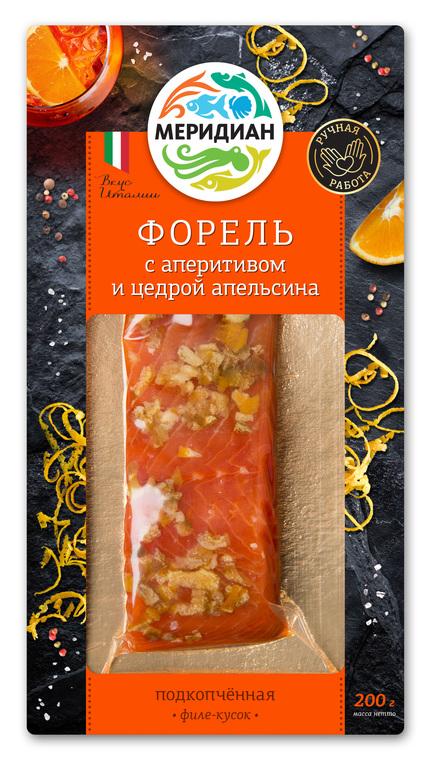 МЕРИДИАН
РУЧНАЯ
РАБОТА
Вкус
Италии
ФОРЕЛЬ
с аперитивом
и цедрой апельсина
подкопчённая
• филе-кусок •
200 г
масса нетто